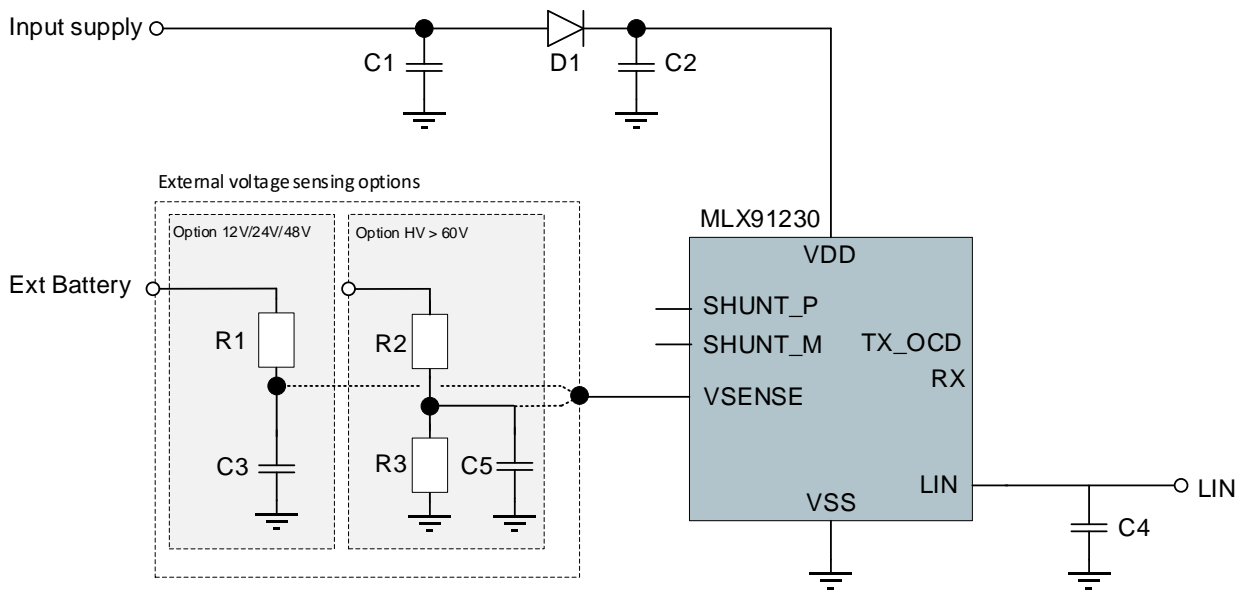 Input supply
C1
D1
C2
External voltage sensing options
Option 12V/24V/48V
Option HV > 60V
MLX91230
VDD
Ext Battery
SHUNT_P
R1
R2
SHUNT_M
TX_OCD
RX
VSENSE
C3
R3
C5
LIN
LIN
VSS
C4